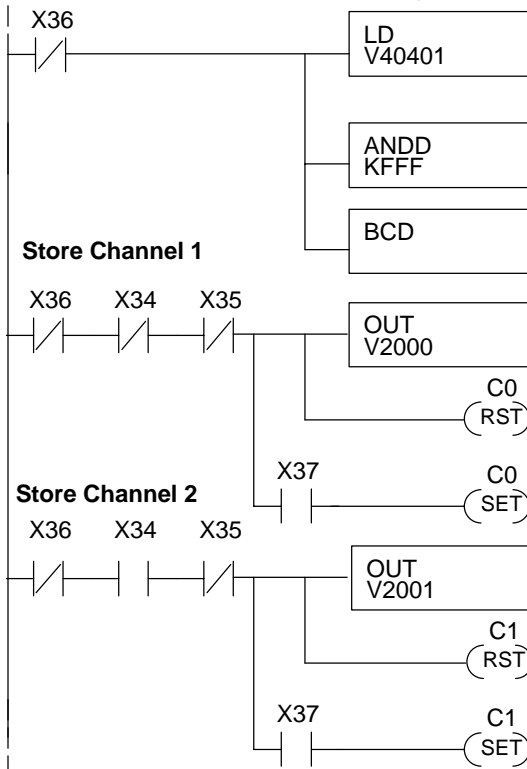 X36
LD
V40401
ANDD
KFFF
BCD
Store Channel 1
X36 X34 X35
OUT
V2000
C0
RST
X37 C0
SET
Store Channel 2
X36 X34 X35
OUT
V2001
C1
RST
X37 C1
SET